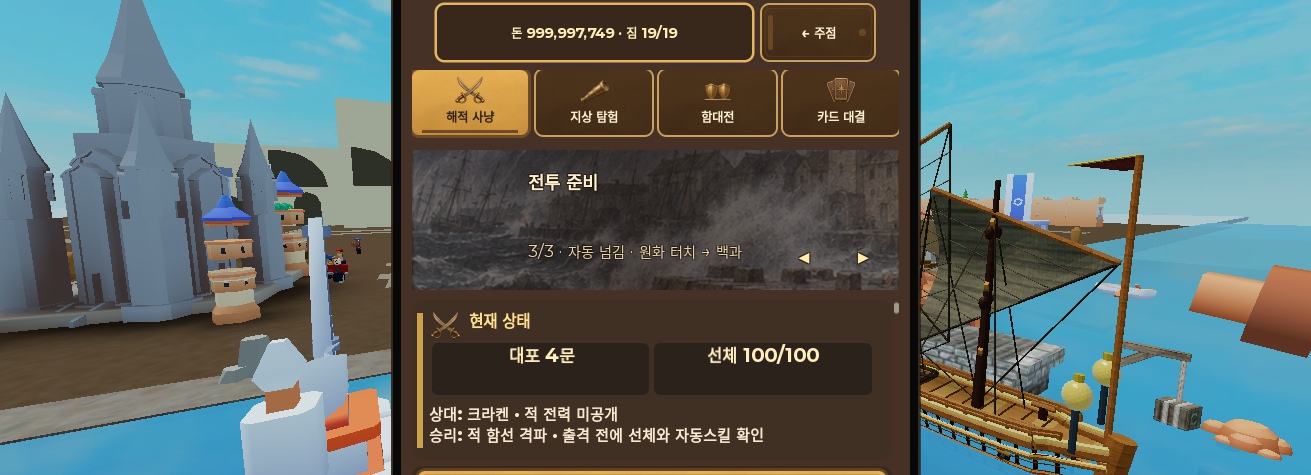 돈 999,997,749 · 짐 19/19
← 주점
해적 사냥
지상 탐험
함대전
카드 대결
전투 준비
3/3 · 자동 넘김 · 원화 터치 → 백과
◀ ▶
현재 상태
대포 4문
선체 100/100
상대: 크라켄 • 적 전력 미공개
승리: 적 함선 격파 • 출격 전에 선체와 자동스킬 확인